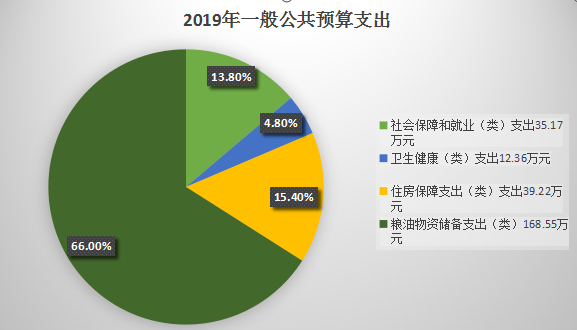 2019年一般公共预算支出
13.80%
4.80%
15.40%
66.00%
社会保障和就业（类）支出35.17
万元
卫生健康（类）支出12.36万元
住房保障支出（类）支出39.22万
元
粮油物资储备支出（类）168.55万
元